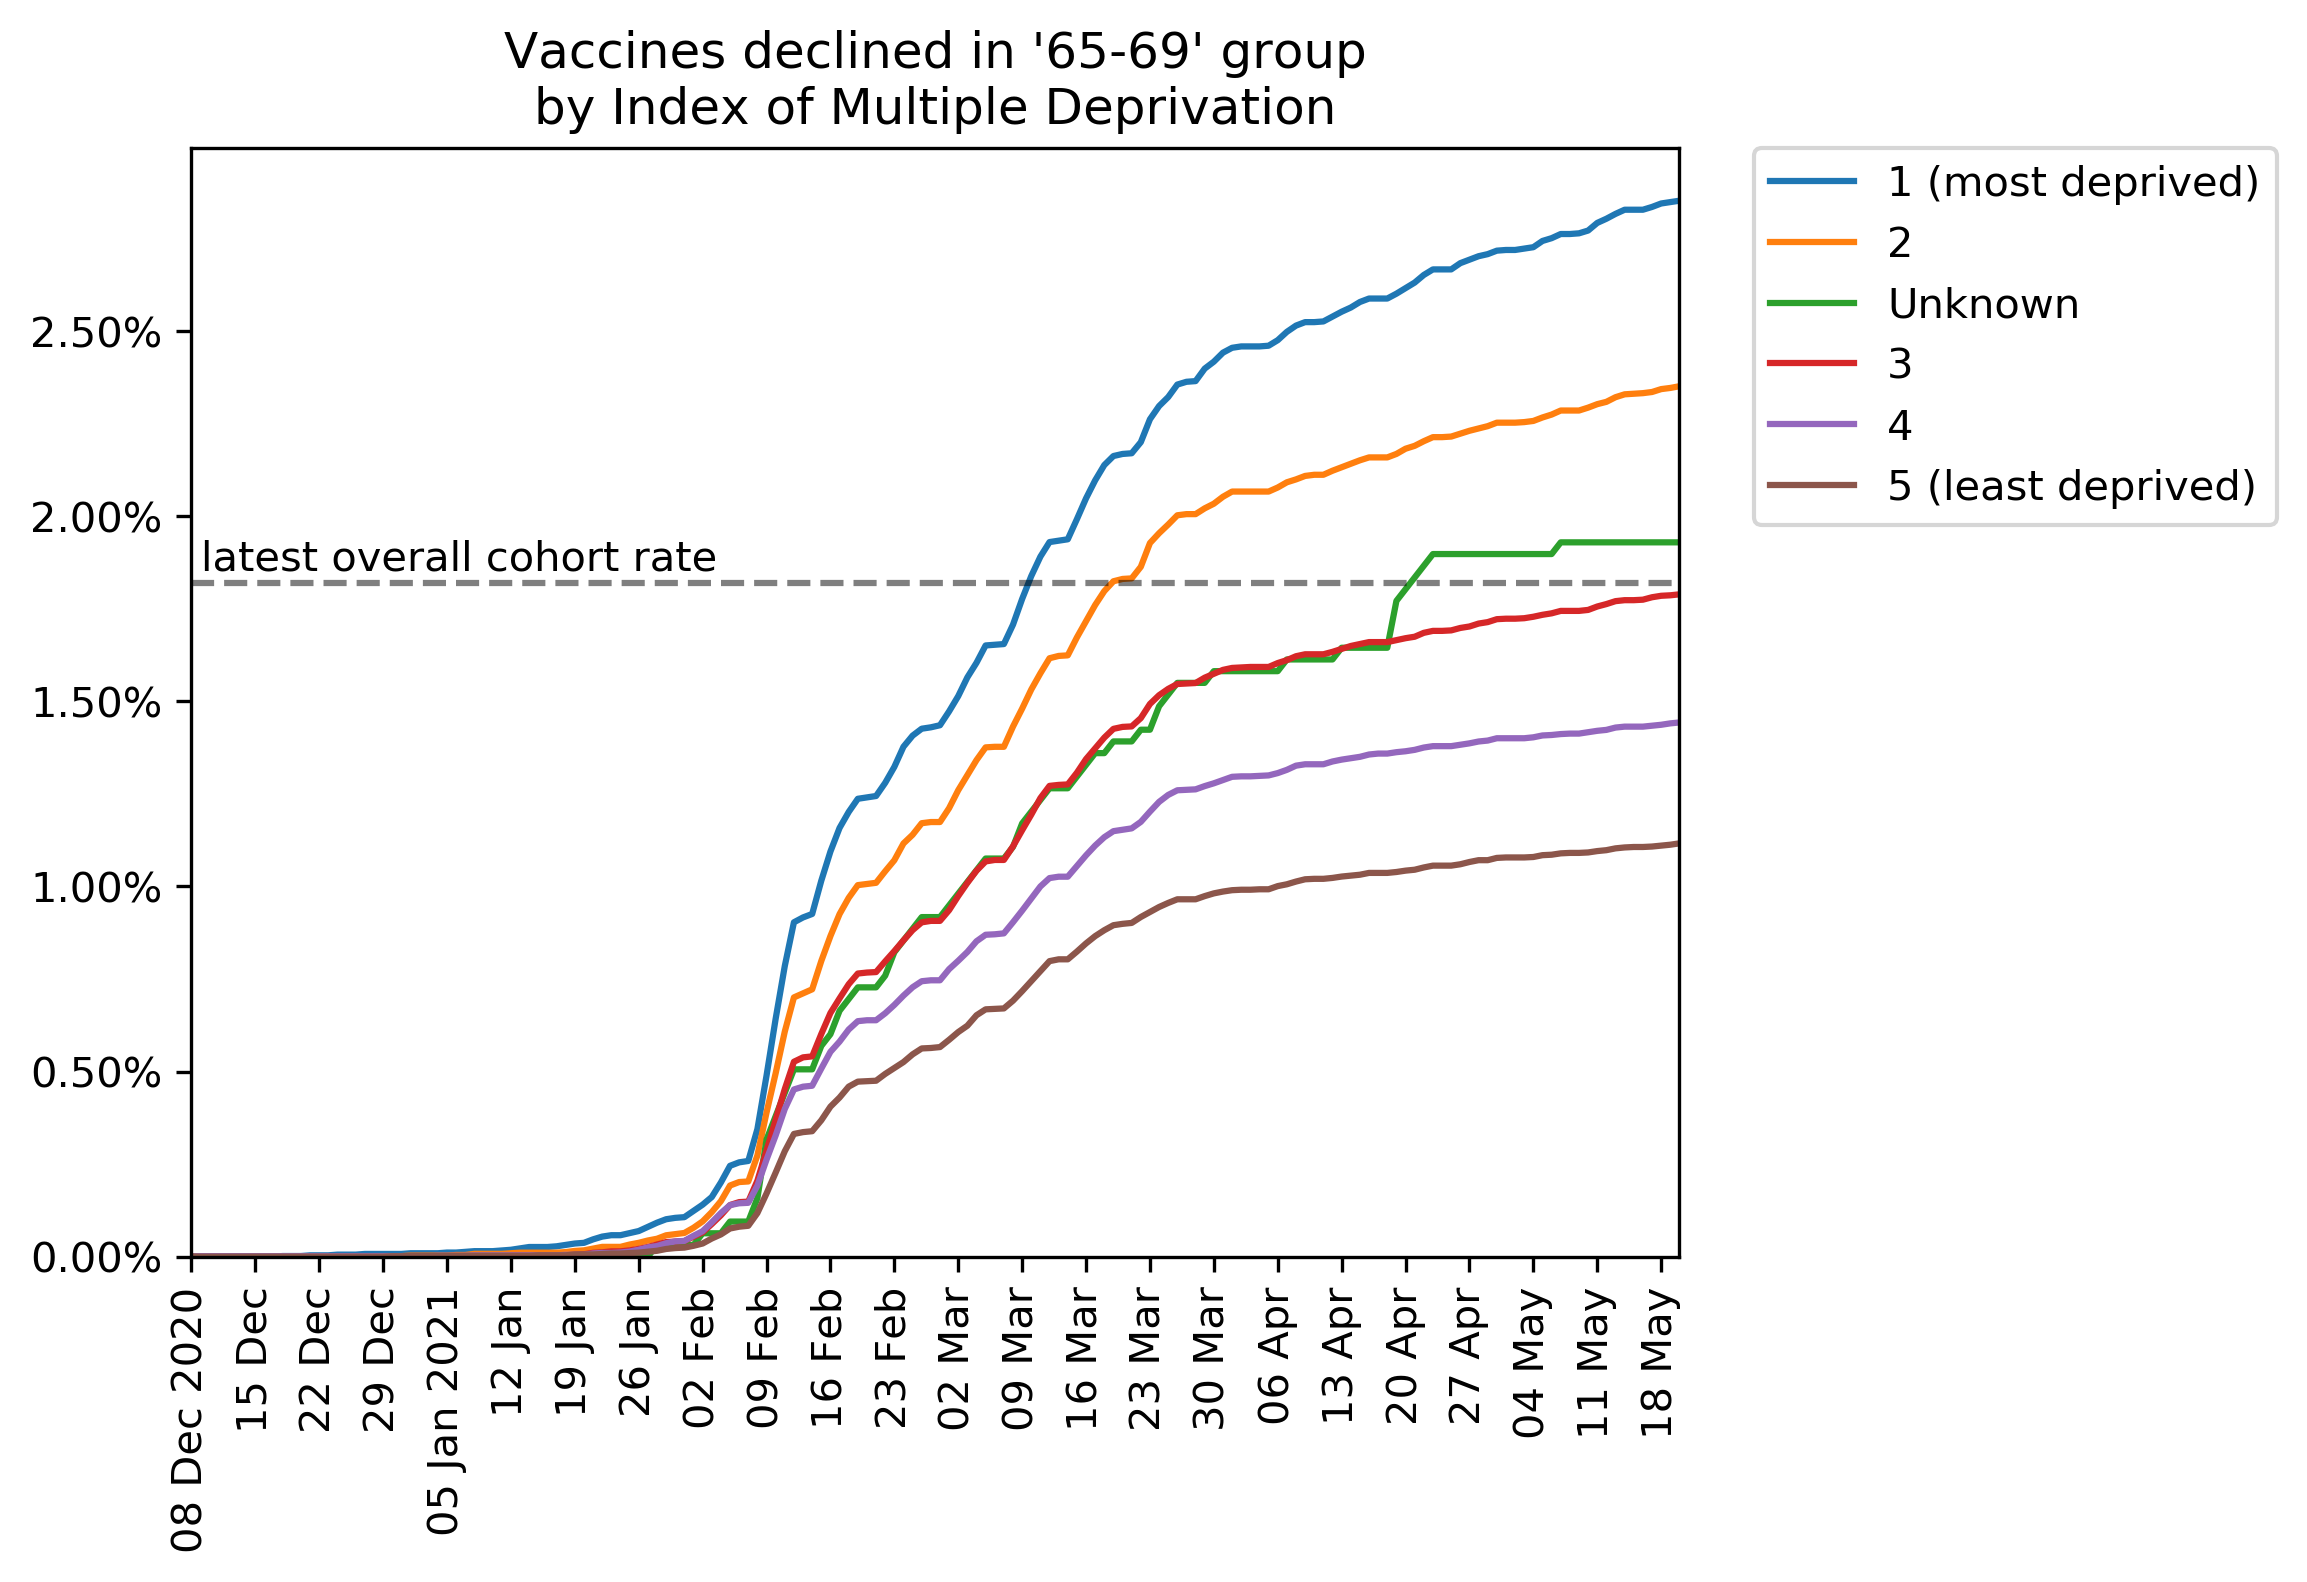 Vaccines declined in '65-69' group
by Index of Multiple Deprivation
1 (most deprived)
2
Unknown
3
4
5 (least deprived)
2.50%
2.00%
latest overall cohort rate
1.50%
1.00%
0.50%
0.00%
08 Dec 2020
15 Dec
22 Dec
29 Dec
05 Jan 2021
12 Jan
19 Jan
26 Jan
02 Feb
09 Feb
16 Feb
23 Feb
02 Mar
09 Mar
16 Mar
23 Mar
30 Mar
06 Apr
13 Apr
20 Apr
27 Apr
04 May
11 May
18 May